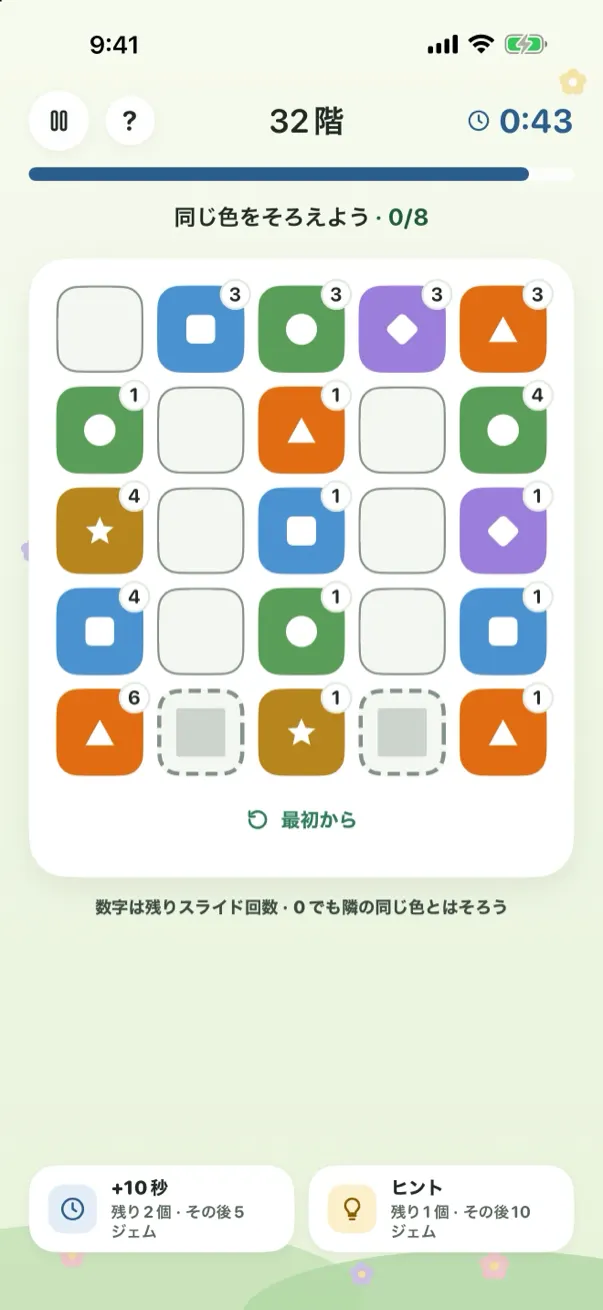 9:41
?
32階
0:43
同じ色をそろえよう · 0/8
3 3 3 3
1 1 4
4 1 1
4 1 1
6 1 1
最初から
数字は残りスライド回数 · 0でも隣の同じ色とはそろう
+10秒
残り2個 · その後5
ジェム
ヒント
残り1個 · その後10
ジェム